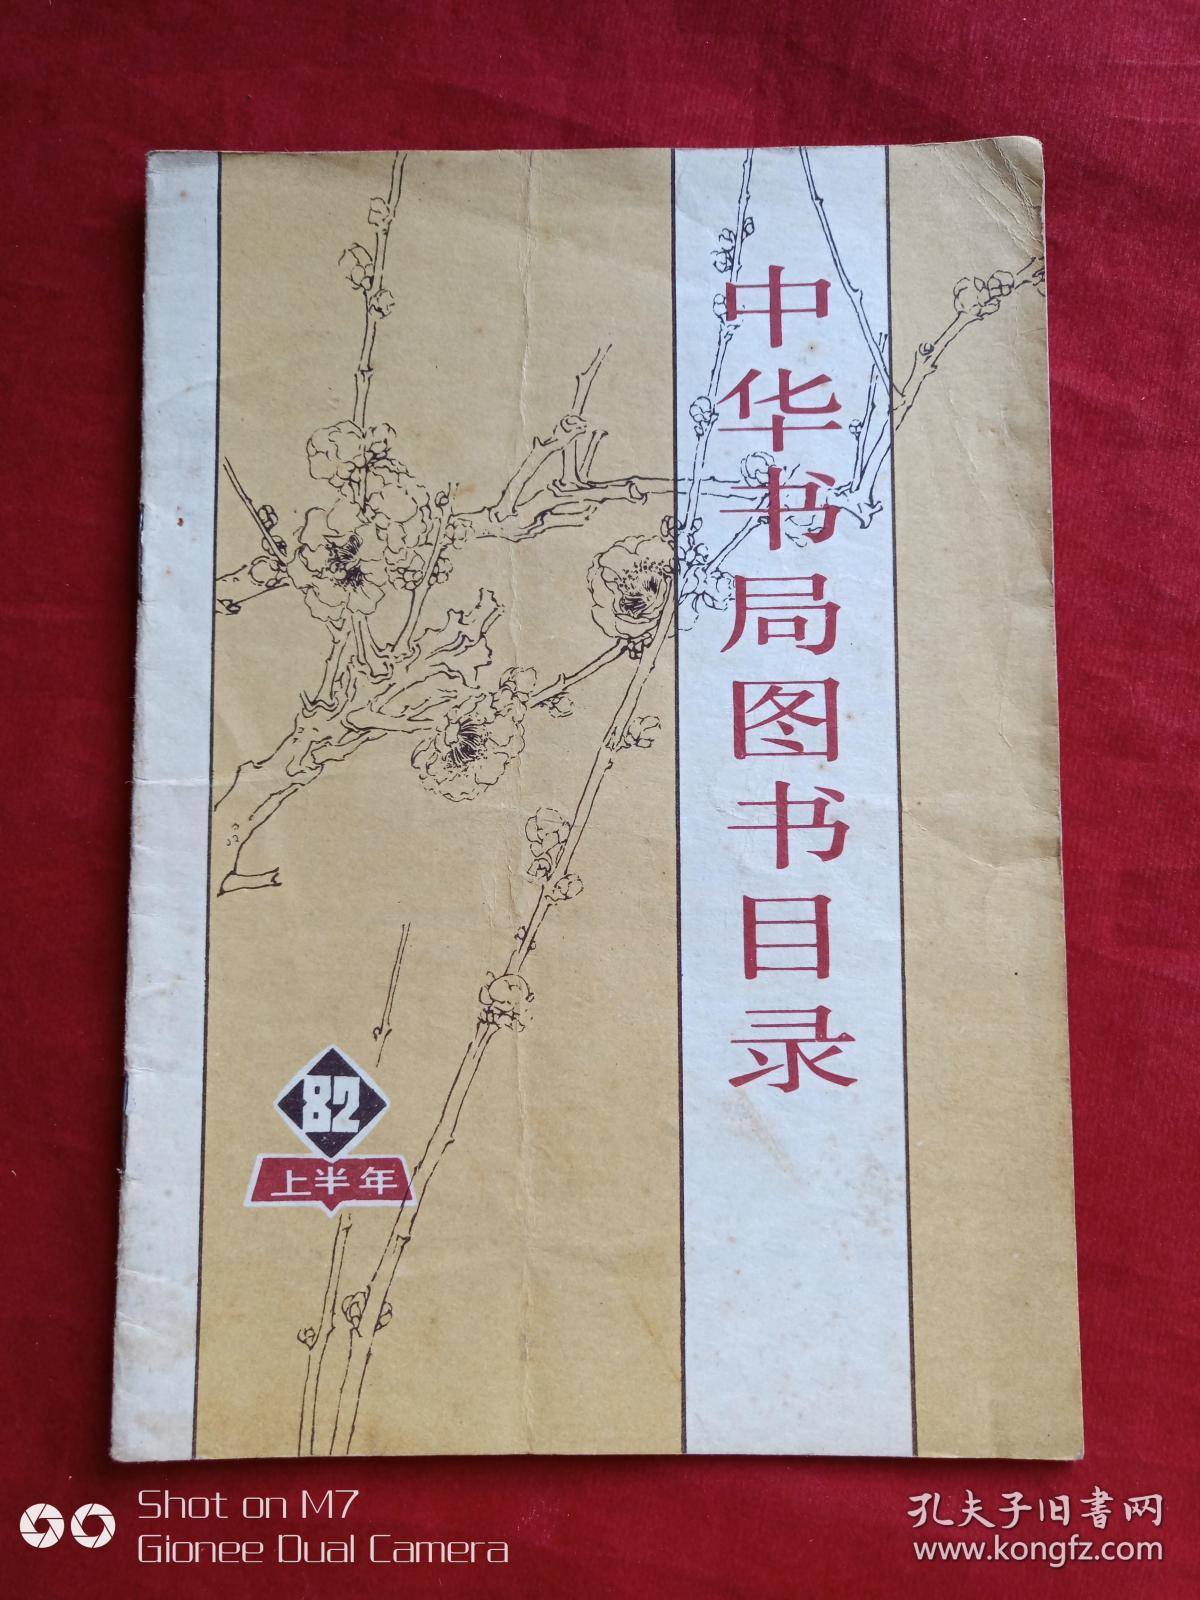 中华书局图书目录
82
上半年
Shot on M7
Gionee Dual Camera
孔夫子旧書网
www.kongfz.com